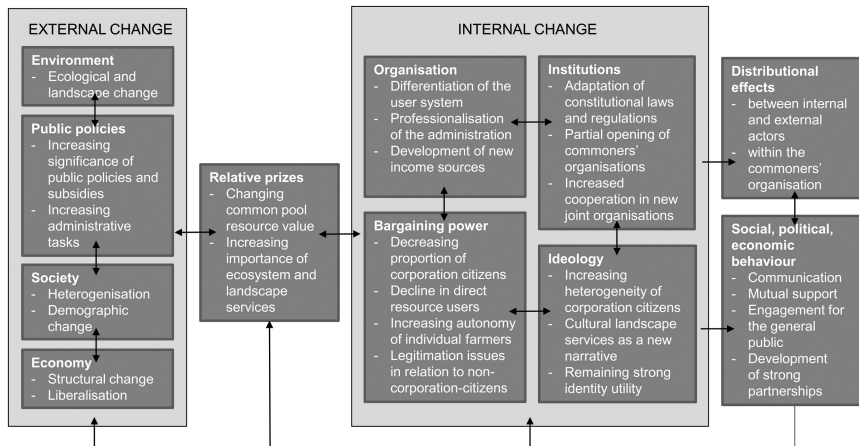 EXTERNAL CHANGE
Environment
- Ecological and
landscape change
Public policies
- Increasing
significance of
public policies and
subsidies
- Increasing
administrative
tasks
Society
- Heterogenisation
- Demographic
change
Economy
- Structural change
- Liberalisation
Relative prizes
- Changing
common pool
resource value
- Increasing
importance of
ecosystem and
landscape
services
INTERNAL CHANGE
Organisation
- Differentiation of the
user system
- Professionalisation
of the administration
- Development of new
income sources
Institutions
- Adaptation of
constitutional laws
and regulations
- Partial opening of
commoners'
organisations
- Increased
cooperation in new
joint organisations
Bargaining power
- Decreasing
proportion of
corporation citizens
- Decline in direct
resource users
- Increasing autonomy
of individual farmers
- Legitimation issues
in relation to non-
corporation-citizens
Ideology
- Increasing
heterogeneity of
corporation citizens
- Cultural landscape
services as a new
narrative
- Remaining strong
identity utility
Distributional
effects
- between internal
and external
actors
- within the
commoners'
organisation
Social, political,
economic
behaviour
- Communication
- Mutual support
- Engagement for
the general
public
- Development
of strong
partnerships